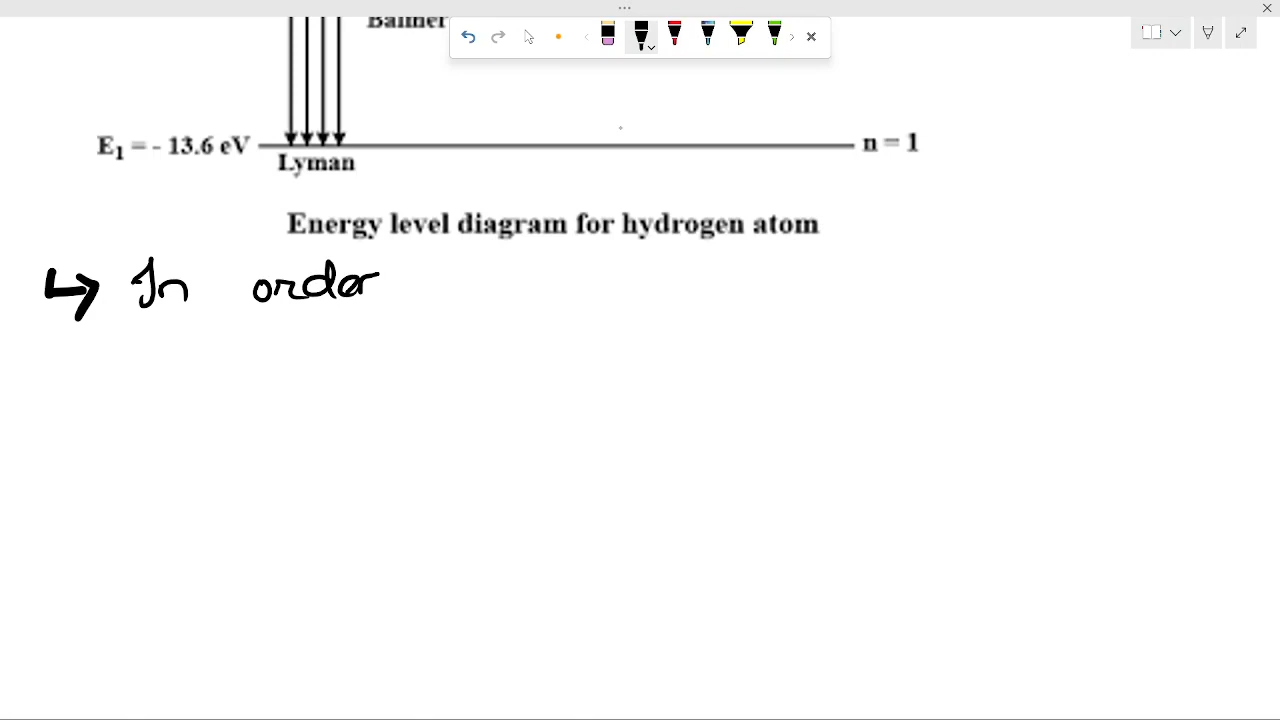 Balmer
E₁ = - 13.6 eV n = 1
Lyman
Energy level diagram for hydrogen atom
↳ In order